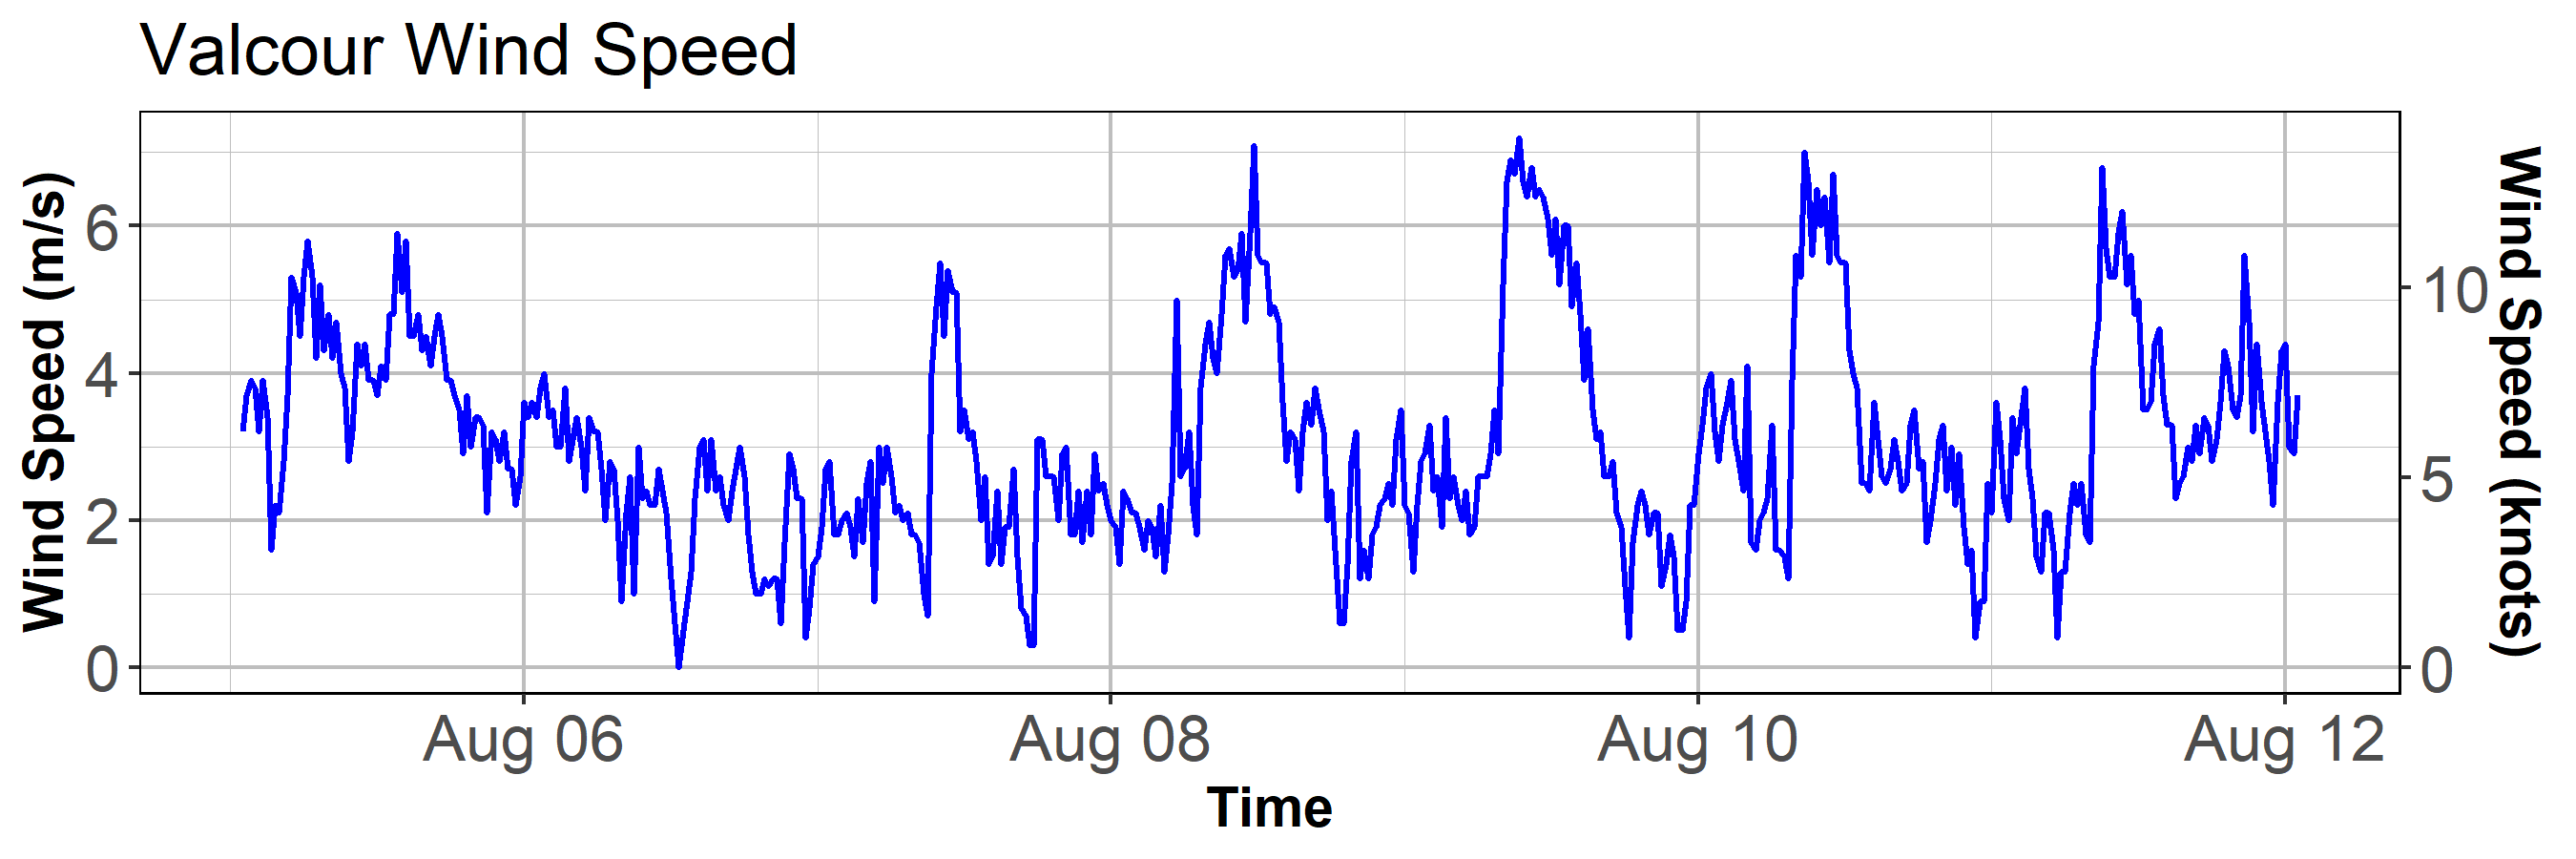 Valcour Wind Speed
Wind Speed (m/s)
6
4
2
0
10
5
0
Wind Speed (knots)
Aug 06 Aug 08 Aug 10 Aug 12
Time